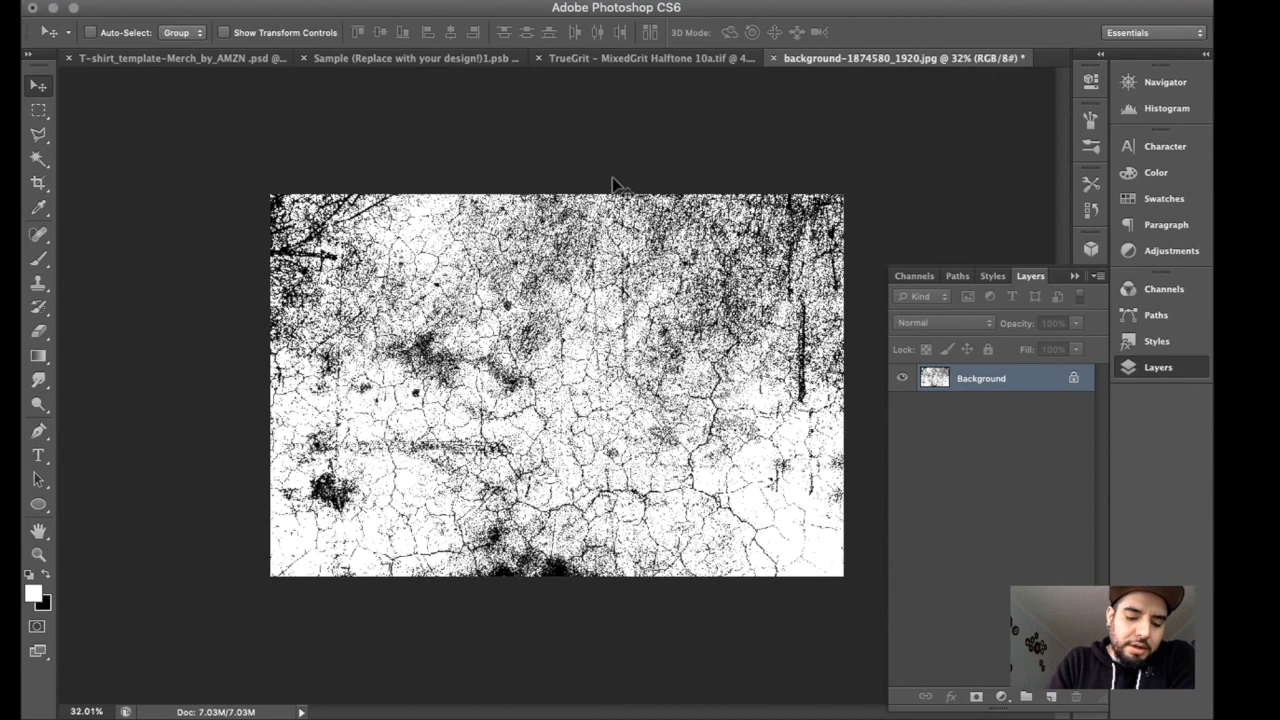 Adobe Photoshop CS6
Auto-Select: Group Show Transform Controls 3D Mode: Essentials
T-shirt_template-Merch_by_AMZN .psd @... Sample (Replace with your design!)1.psb ... TrueGrit - MixedGrit Halftone 10a.tif @ 4.... background-1874580_1920.jpg @ 32% (RGB/8#) *
Navigator
Histogram
Character
Color
Swatches
Paragraph
Adjustments
Channels
Paths
Styles
Layers
Channels Paths Styles Layers
Kind
Normal Opacity: 100%
Lock: Fill: 100%
Background
32.01% Doc: 7.03M/7.03M